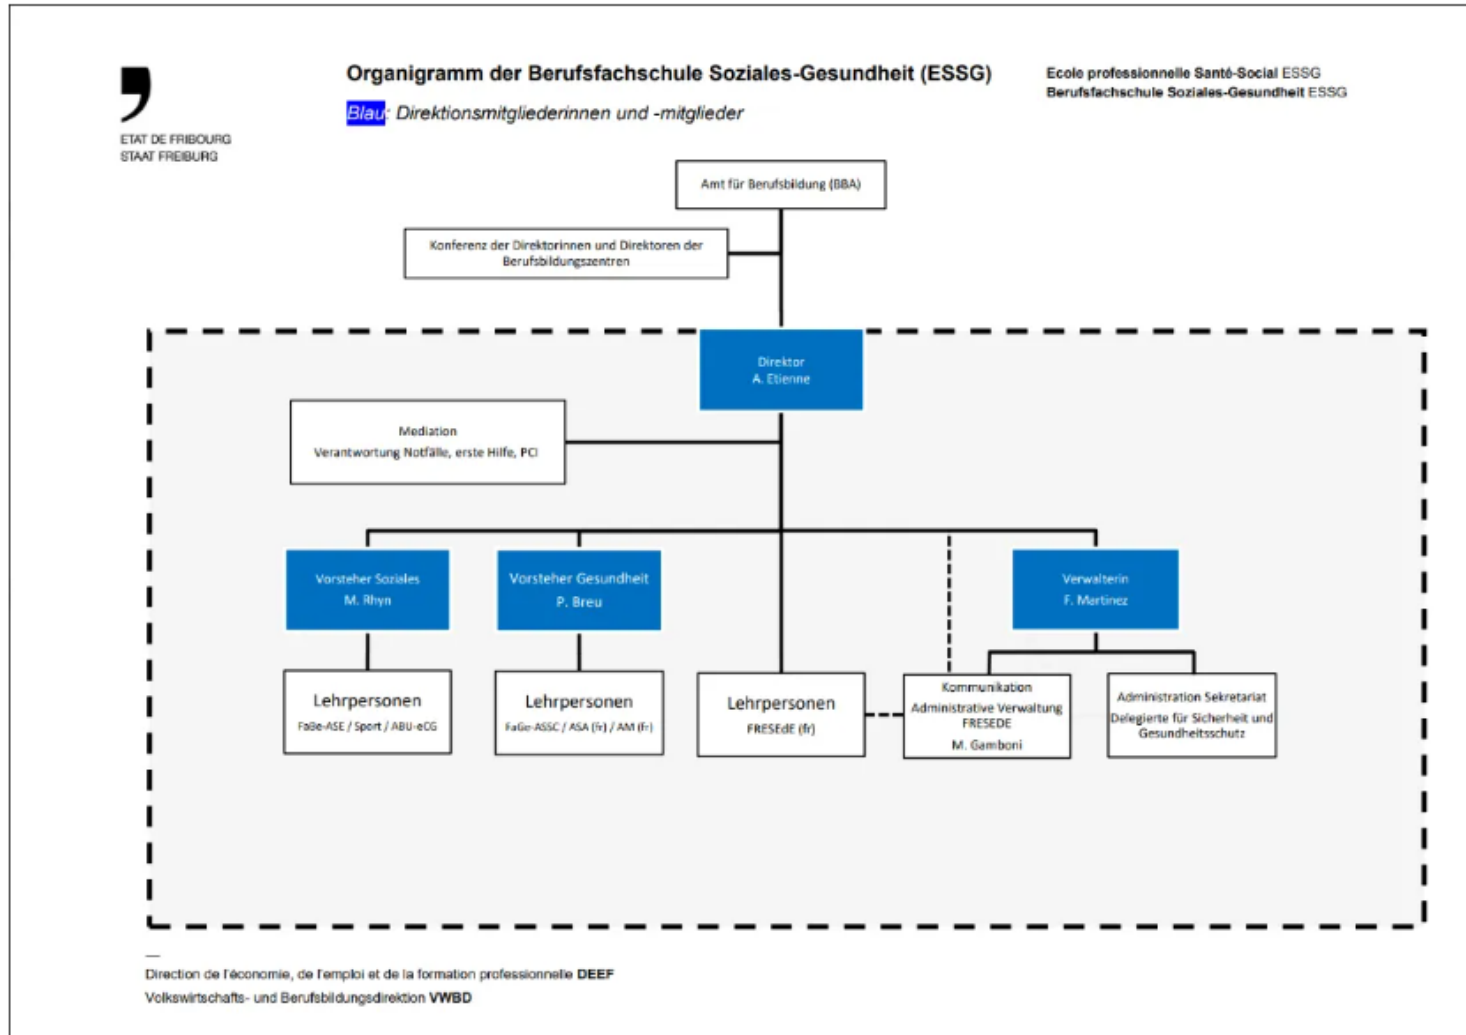 Organigramm der Berufsfachschule Soziales-Gesundheit (ESSG)
Blau: Direktionsmitgliederinnen und -mitglieder
Ecole professionnelle Santé-Social ESSG
Berufsfachschule Soziales-Gesundheit ESSG
ETAT DE FRIBOURG
STAAT FREIBURG
Amt für Berufsbildung (BBA)
Konferenz der Direktorinnen und Direktoren der
Berufsbildungszentren
Direktor
A. Etienne
Mediation
Verantwortung Notfälle, erste Hilfe, PCI
Vorsteher Soziales
M. Rhyn
Vorsteher Gesundheit
P. Breu
Verwalterin
F. Martinez
Lehrpersonen
FaBe-ASE / Sport / ABU-eCG
Lehrpersonen
FaGe-ASSC / ASA (fr) / AM (fr)
Lehrpersonen
FRESEdE (fr)
Kommunikation
Administrative Verwaltung
FRESEDE
M. Gamboni
Administration Sekretariat
Delegierte für Sicherheit und
Gesundheitsschutz
Direction de l'économie, de l'emploi et de la formation professionnelle DEEF
Volkswirtschafts- und Berufsbildungsdirektion VWBD